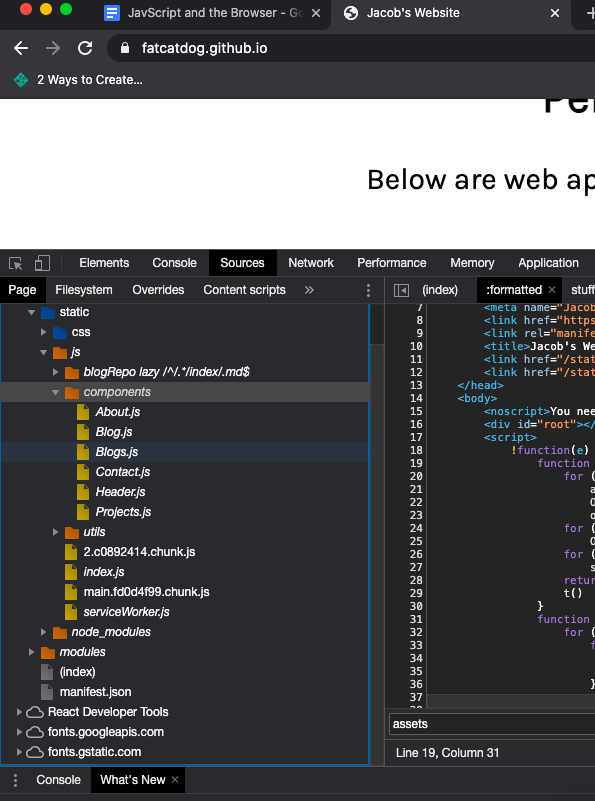 JavScript and the Browser - Go
Jacob's Website
fatcatdog.github.io
2 Ways to Create...
Below are web ap
Elements Console Sources Network Performance Memory Application
Page Filesystem Overrides Content scripts »
(index) :formatted × stuff
static
css
js
blogRepo lazy /^/.*/index/.md$
components
About.js
Blog.js
Blogs.js
Contact.js
Header.js
Projects.js
utils
2.c0892414.chunk.js
index.js
main.fd0d4f99.chunk.js
serviceWorker.js
node_modules
modules
(index)
manifest.json
React Developer Tools
fonts.googleapis.com
fonts.gstatic.com
7 <meta name="Jacob
8 <link href="https
9 <link rel="manife
10 <title>Jacob's We
11 <link href="/stat
12 <link href="/stat
13 </head>
14 <body>
15 <noscript>You nee
16 <div id="root"></
17 <script>
18 !function(e)
19 function
20 for (
21 a
22 O
23 o
24 for (
25 O
26 for (
27 s
28 retur
29 t()
30 }
31 function
32 for (
33 f
34
35
36 }
37
assets
Line 19, Column 31
Console What's New ×